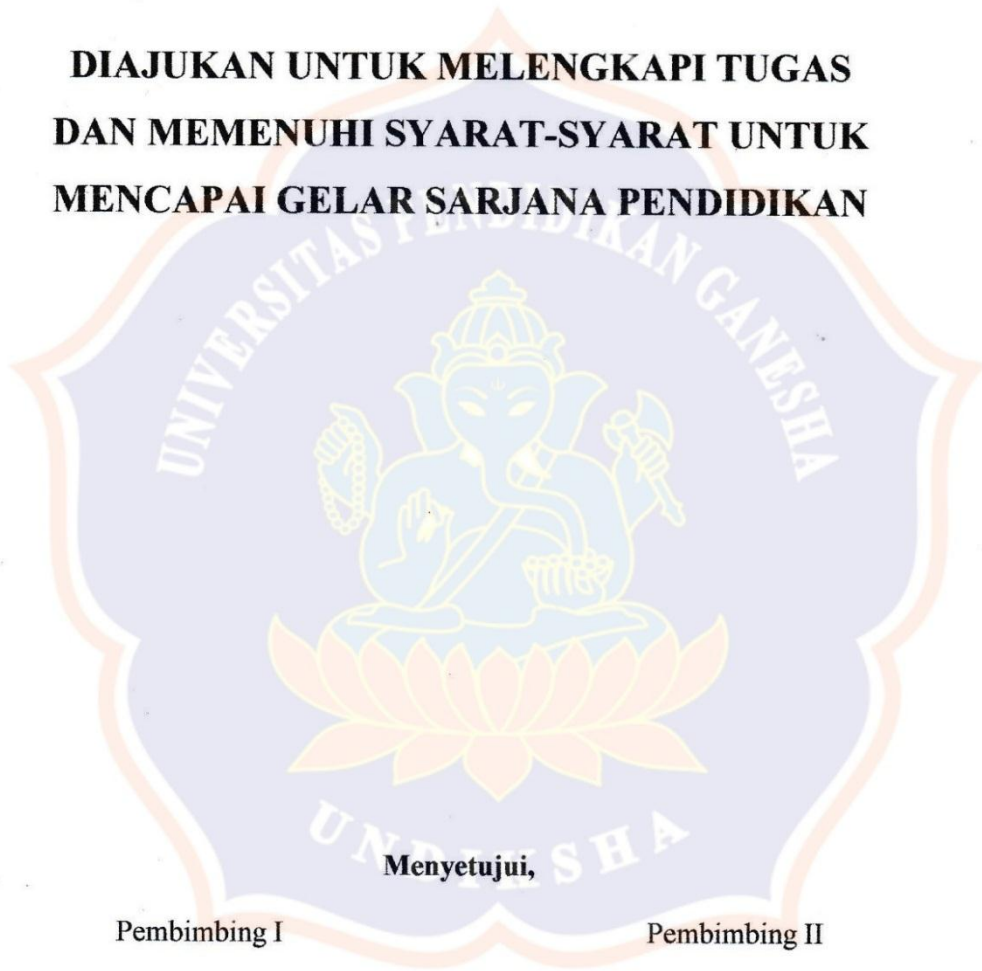 DIAJUKAN UNTUK MELENGKAPI TUGAS
DAN MEMENUHI SYARAT-SYARAT UNTUK
MENCAPAI GELAR SARJANA PENDIDIKAN
UNIVERSITAS PENDIDIKAN GANESHA
UNDIKSHA
Menyetujui,
Pembimbing I Pembimbing II